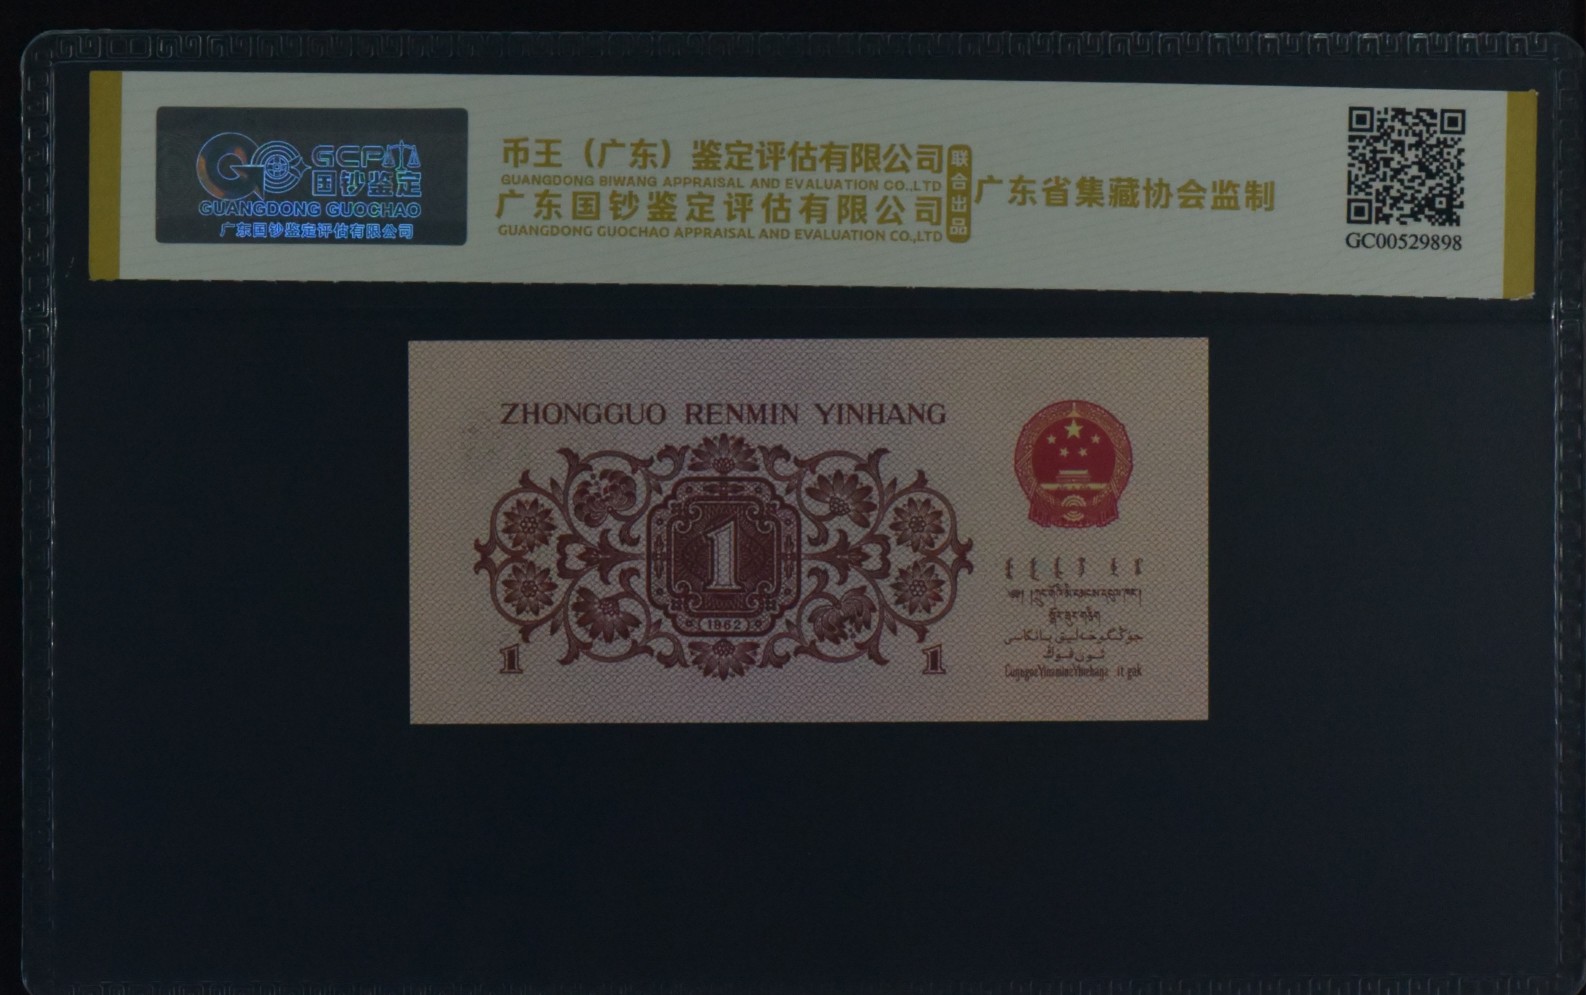 GCP
国钞鉴定
GUANGDONG GUOCHAO
广东国钞鉴定评估有限公司
币王（广东）鉴定评估有限公司
GUANGDONG BIWANG APPRAISAL AND EVALUATION CO.,LTD
广东国钞鉴定评估有限公司
GUANGDONG GUOCHAO APPRAISAL AND EVALUATION CO.,LTD
联合出品
广东省集藏协会监制
GC00529898
ZHONGGUO RENMIN YINHANG
1
1962
1
1